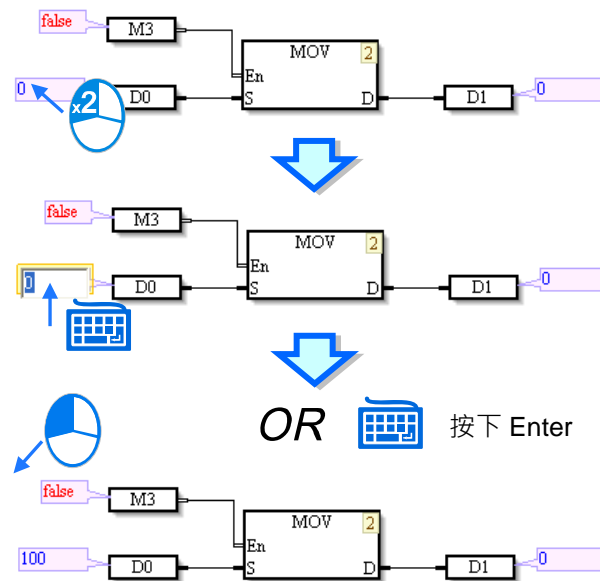 false
M3
MOV 2
En
0 D0 S D D1 0
x2
false
M3
MOV 2
En
0 D0 S D D1 0
OR 按下 Enter
false
M3
MOV 2
En
100 D0 S D D1 0